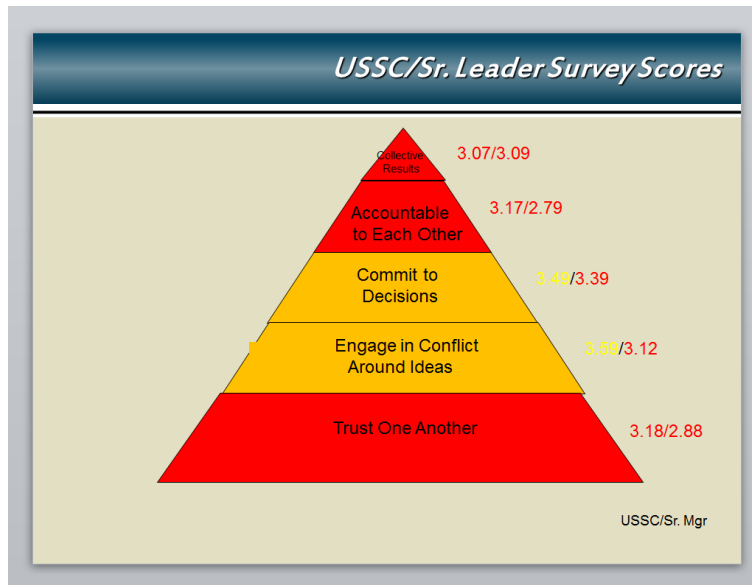 USSC/Sr. Leader Survey Scores
Collective
Results
3.07/3.09
Accountable
to Each Other
3.17/2.79
Commit to
Decisions
/3.39
Engage in Conflict
Around Ideas
/3.12
Trust One Another
3.18/2.88
USSC/Sr. Mgr